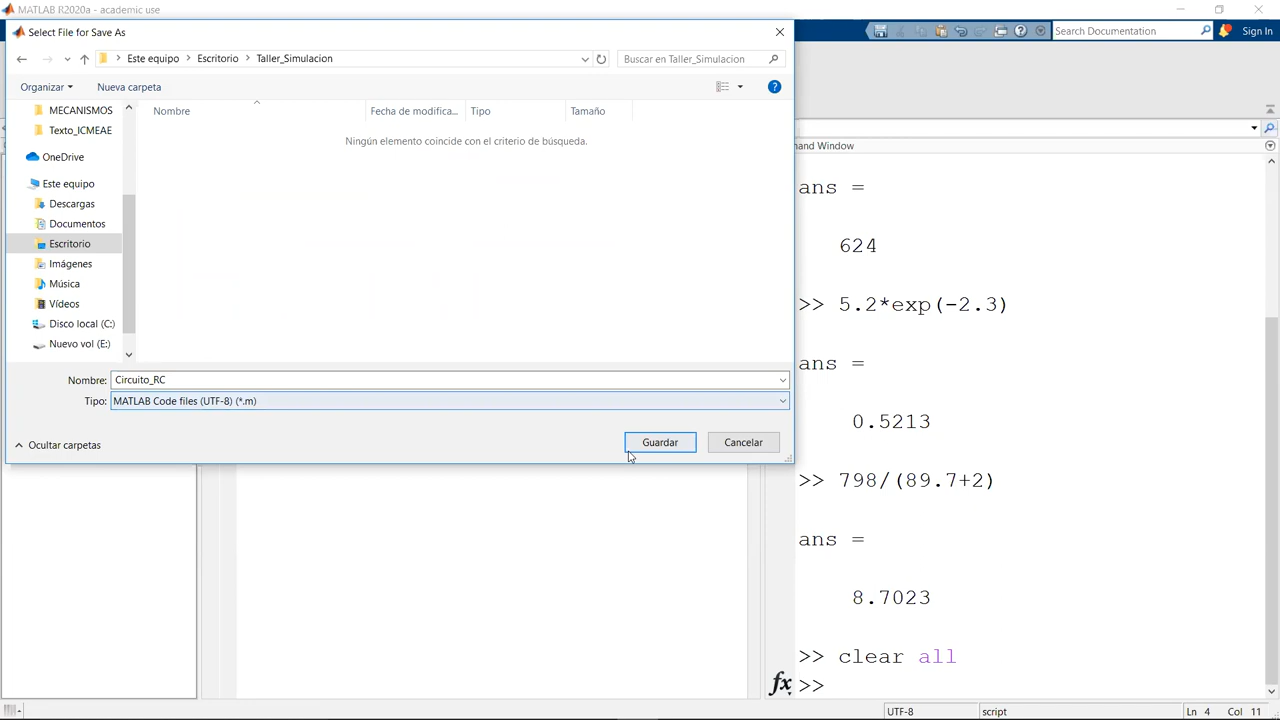 MATLAB R2020a - academic use
Select File for Save As
Search Documentation
Sign In
Este equipo
Escritorio
Taller_Simulacion
Buscar en Taller_Simulacion
Organizar
Nueva carpeta
MECANISMOS
Texto_ICMEAE
OneDrive
Este equipo
Descargas
Documentos
Escritorio
Imágenes
Música
Vídeos
Disco local (C:)
Nuevo vol (E:)
Nombre
Fecha de modifica...
Tipo
Tamaño
Ningún elemento coincide con el criterio de búsqueda.
Nombre: Circuito_RC
Tipo: MATLAB Code files (UTF-8) (*.m)
Ocultar carpetas
Guardar
Cancelar
mand Window
ans =
624
>> 5.2*exp(-2.3)
ans =
0.5213
>> 798/(89.7+2)
ans =
8.7023
>> clear all
fx >>
UTF-8
script
Ln 4 Col 11